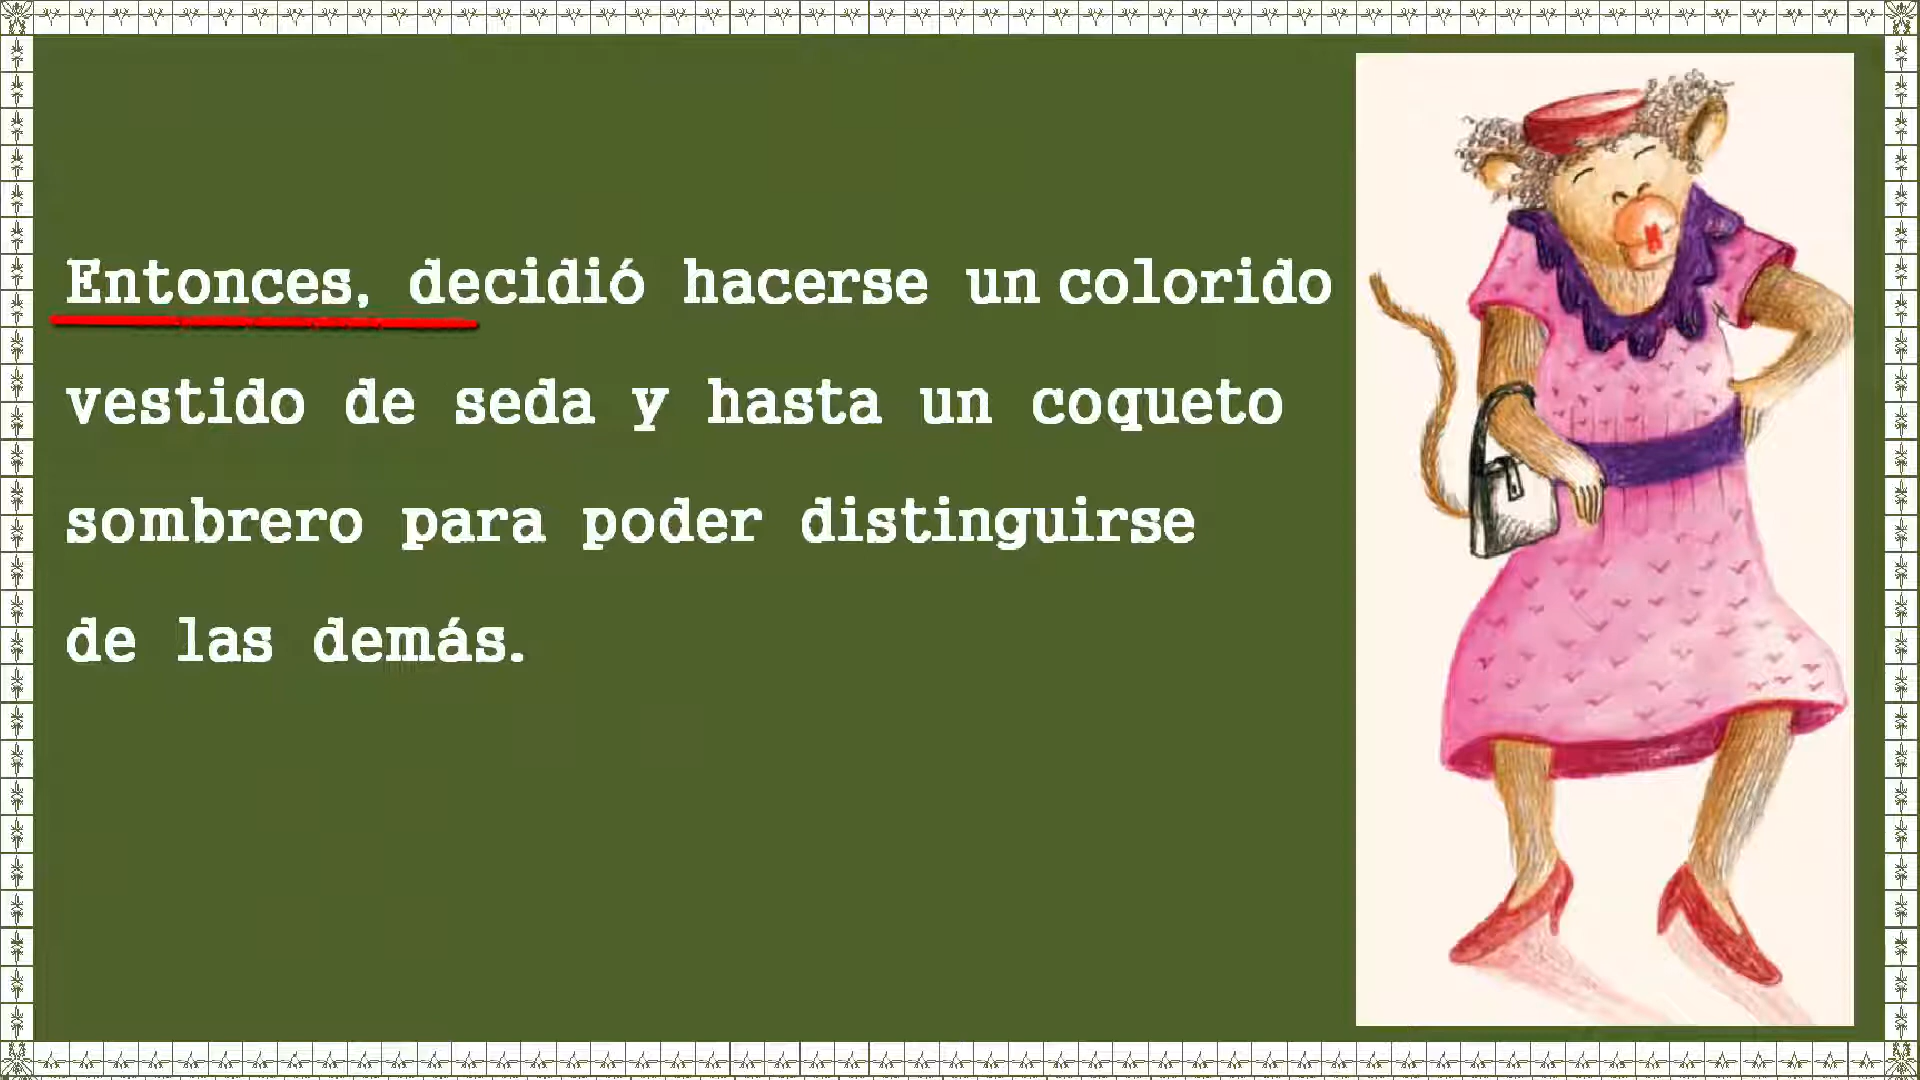 Entonces, decidió hacerse un colorido
vestido de seda y hasta un coqueto
sombrero para poder distinguirse
de las demás.